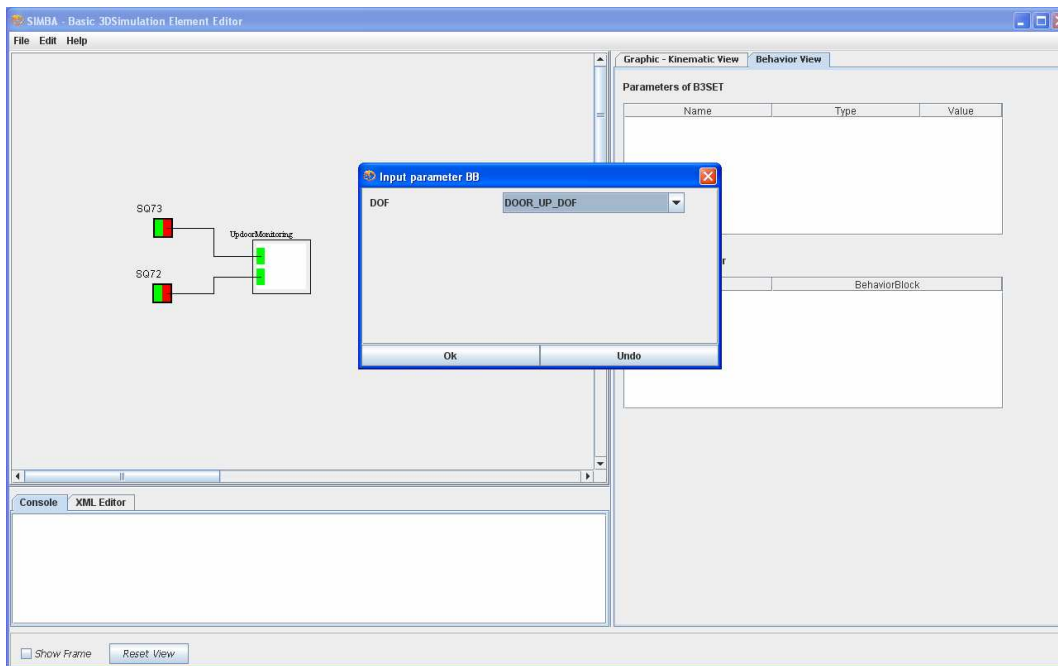 SIMBA - Basic 3DSimulation Element Editor
File Edit Help
Graphic - Kinematic View Behavior View
Parameters of B3SET
Name Type Value
Input parameter BB
DOF DOOR_UP_DOF
SQ73
UpdoorMonitoring
SQ72
r
BehaviorBlock
Ok Undo
Console XML Editor
Show Frame Reset View